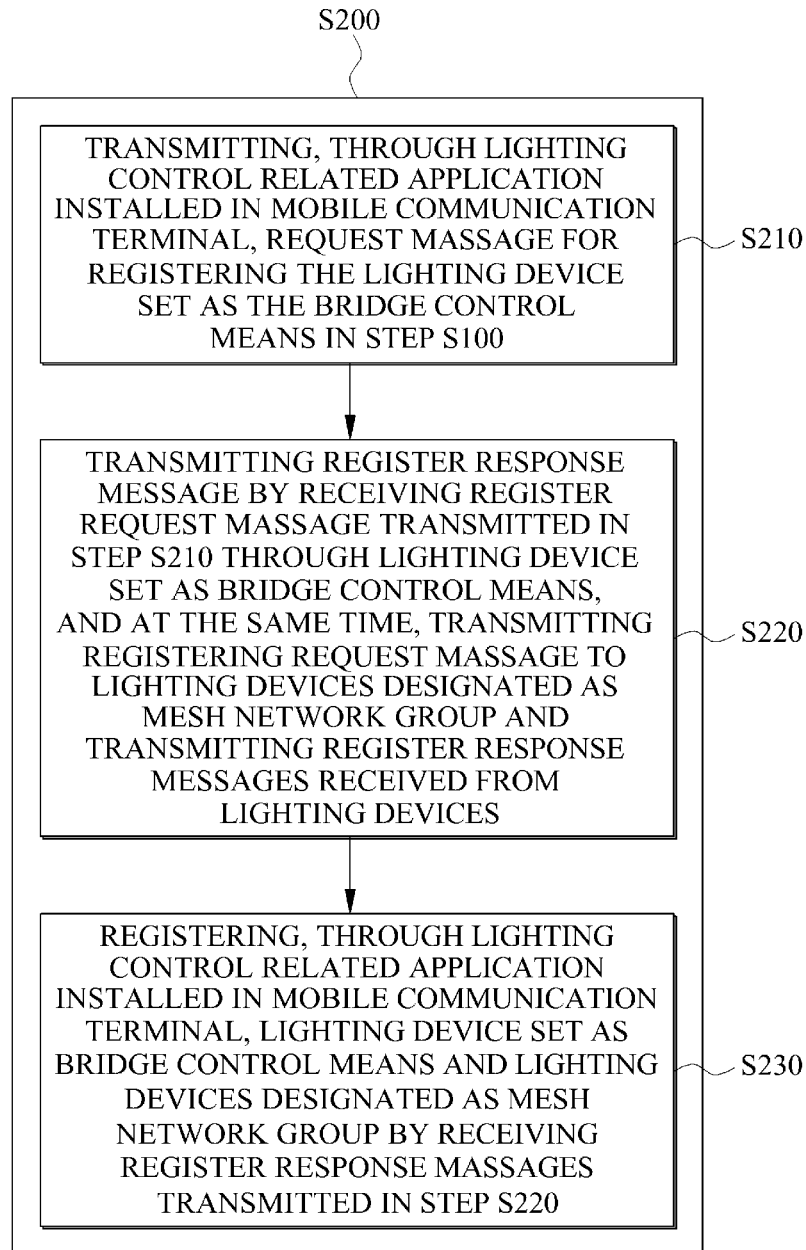 S200
TRANSMITTING, THROUGH LIGHTING
CONTROL RELATED APPLICATION
INSTALLED IN MOBILE COMMUNICATION
TERMINAL, REQUEST MASSAGE FOR
REGISTERING THE LIGHTING DEVICE
SET AS THE BRIDGE CONTROL
MEANS IN STEP S100
S210
TRANSMITTING REGISTER RESPONSE
MESSAGE BY RECEIVING REGISTER
REQUEST MASSAGE TRANSMITTED IN
STEP S210 THROUGH LIGHTING DEVICE
SET AS BRIDGE CONTROL MEANS,
AND AT THE SAME TIME, TRANSMITTING
REGISTERING REQUEST MASSAGE TO
LIGHTING DEVICES DESIGNATED AS
MESH NETWORK GROUP AND
TRANSMITTING REGISTER RESPONSE
MESSAGES RECEIVED FROM
LIGHTING DEVICES
S220
REGISTERING, THROUGH LIGHTING
CONTROL RELATED APPLICATION
INSTALLED IN MOBILE COMMUNICATION
TERMINAL, LIGHTING DEVICE SET AS
BRIDGE CONTROL MEANS AND LIGHTING
DEVICES DESIGNATED AS MESH
NETWORK GROUP BY RECEIVING
REGISTER RESPONSE MASSAGES
TRANSMITTED IN STEP S220
S230